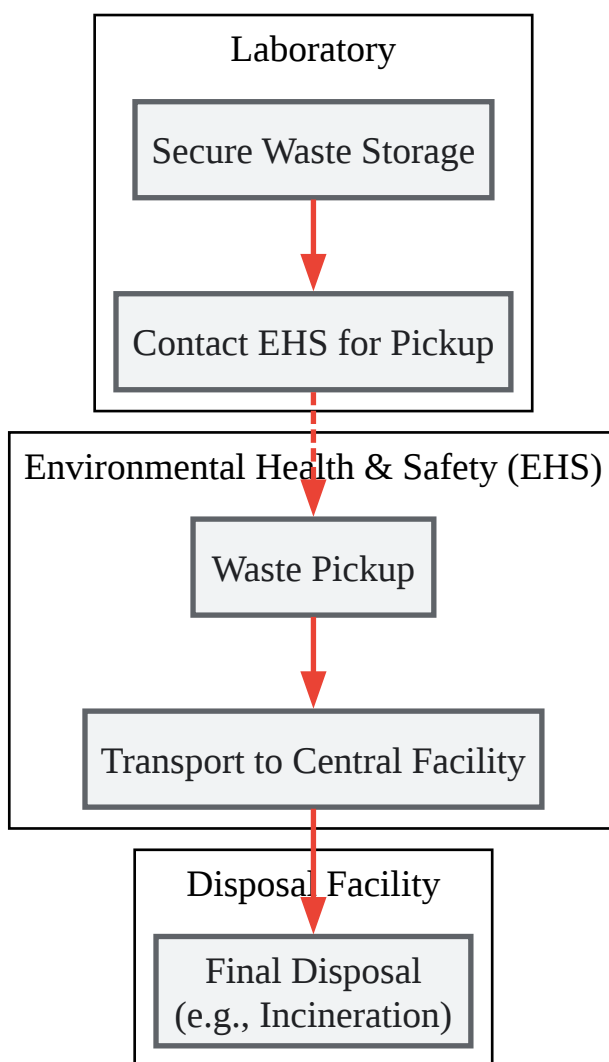 Laboratory
Secure Waste Storage
Contact EHS for Pickup
Environmental Health & Safety (EHS)
Waste Pickup
Transport to Central Facility
Disposal Facility
Final Disposal
(e.g., Incineration)